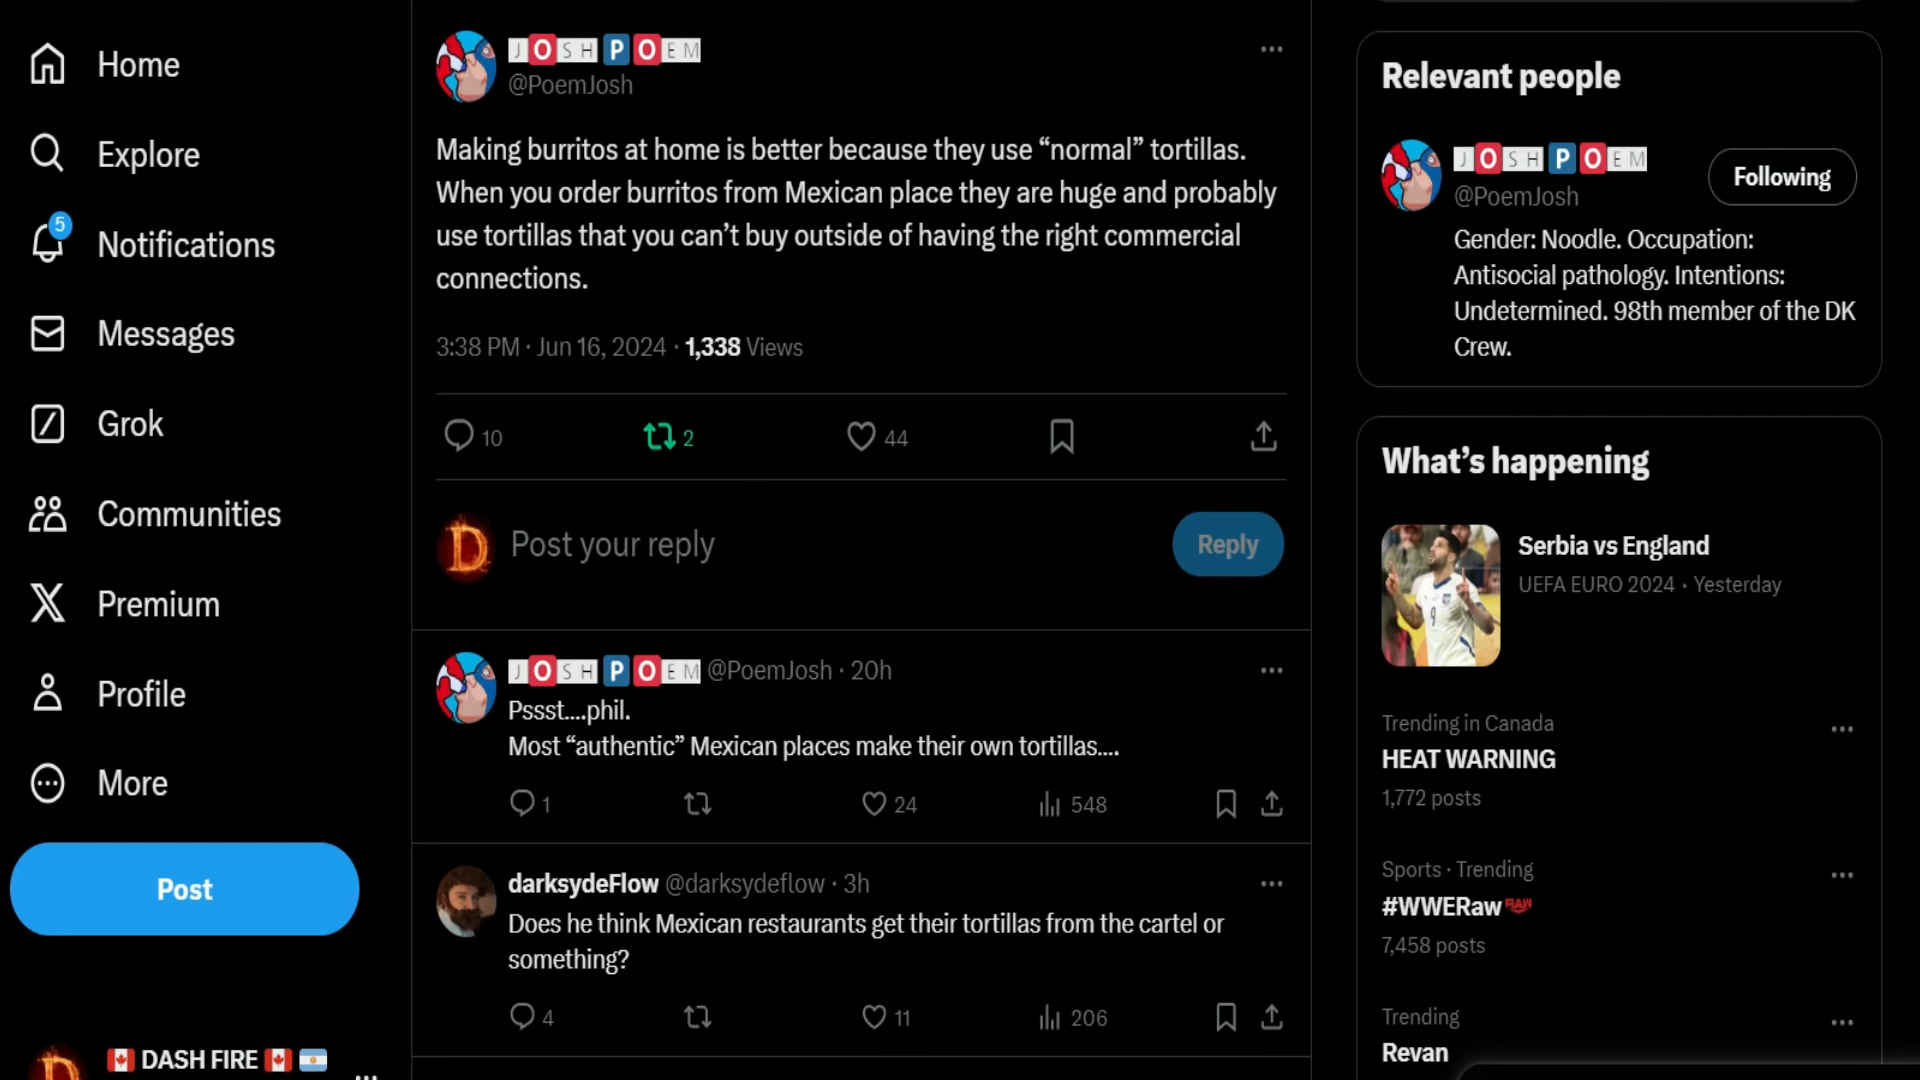 Home
Explore
5
Notifications
Messages
Grok
Communities
Premium
Profile
More
Post
🇨🇦 DASH FIRE 🇨🇦 🇦🇷
JOSH POEM
@PoemJosh
Making burritos at home is better because they use “normal” tortillas.
When you order burritos from Mexican place they are huge and probably
use tortillas that you can’t buy outside of having the right commercial
connections.
3:38 PM · Jun 16, 2024 · 1,338 Views
10 2 44
Post your reply
Reply
JOSH POEM @PoemJosh · 20h
Pssst....phil.
Most “authentic” Mexican places make their own tortillas....
1 24 548
darksydeFlow @darksydeflow · 3h
Does he think Mexican restaurants get their tortillas from the cartel or
something?
4 11 206
Relevant people
JOSH POEM
@PoemJosh
Following
Gender: Noodle. Occupation:
Antisocial pathology. Intentions:
Undetermined. 98th member of the DK
Crew.
What’s happening
Serbia vs England
UEFA EURO 2024 · Yesterday
9
Trending in Canada
HEAT WARNING
1,772 posts
Sports · Trending
#WWERaw RAW
7,458 posts
Trending
Revan